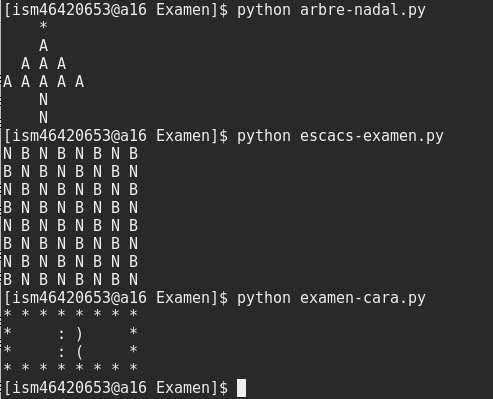 [ism46420653@a16 Examen]$ python arbre-nadal.py
    *
    A
  A A A
A A A A A
    N
    N
[ism46420653@a16 Examen]$ python escacs-examen.py
N B N B N B N B
B N B N B N B N
N B N B N B N B
B N B N B N B N
N B N B N B N B
B N B N B N B N
N B N B N B N B
B N B N B N B N
[ism46420653@a16 Examen]$ python examen-cara.py
* * * * * * * *
*     : )     *
*     : (     *
* * * * * * * *
[ism46420653@a16 Examen]$